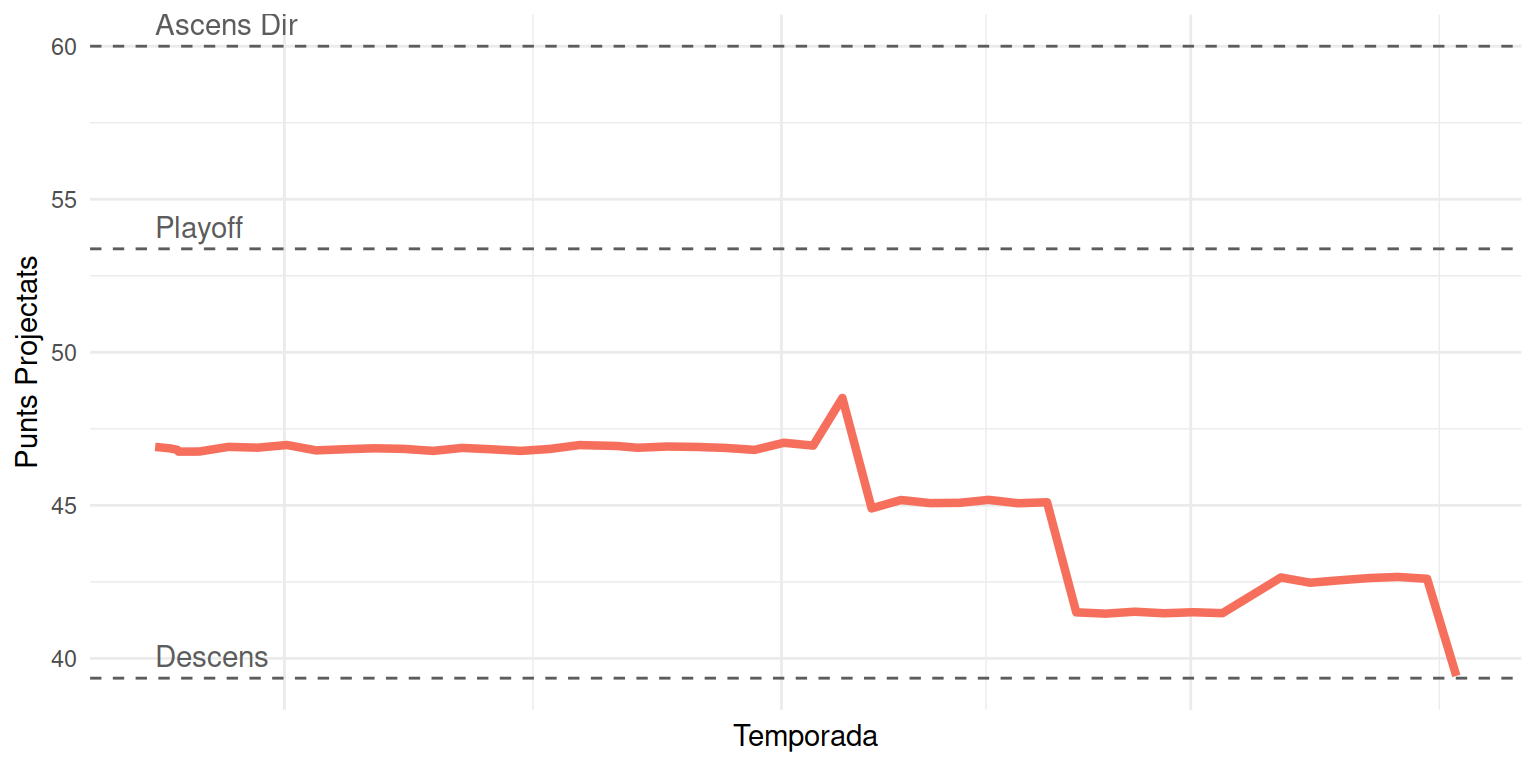 Ascens Dir
60
55
Playoff
Punts Projectats
50
45
Descens
40
Temporada